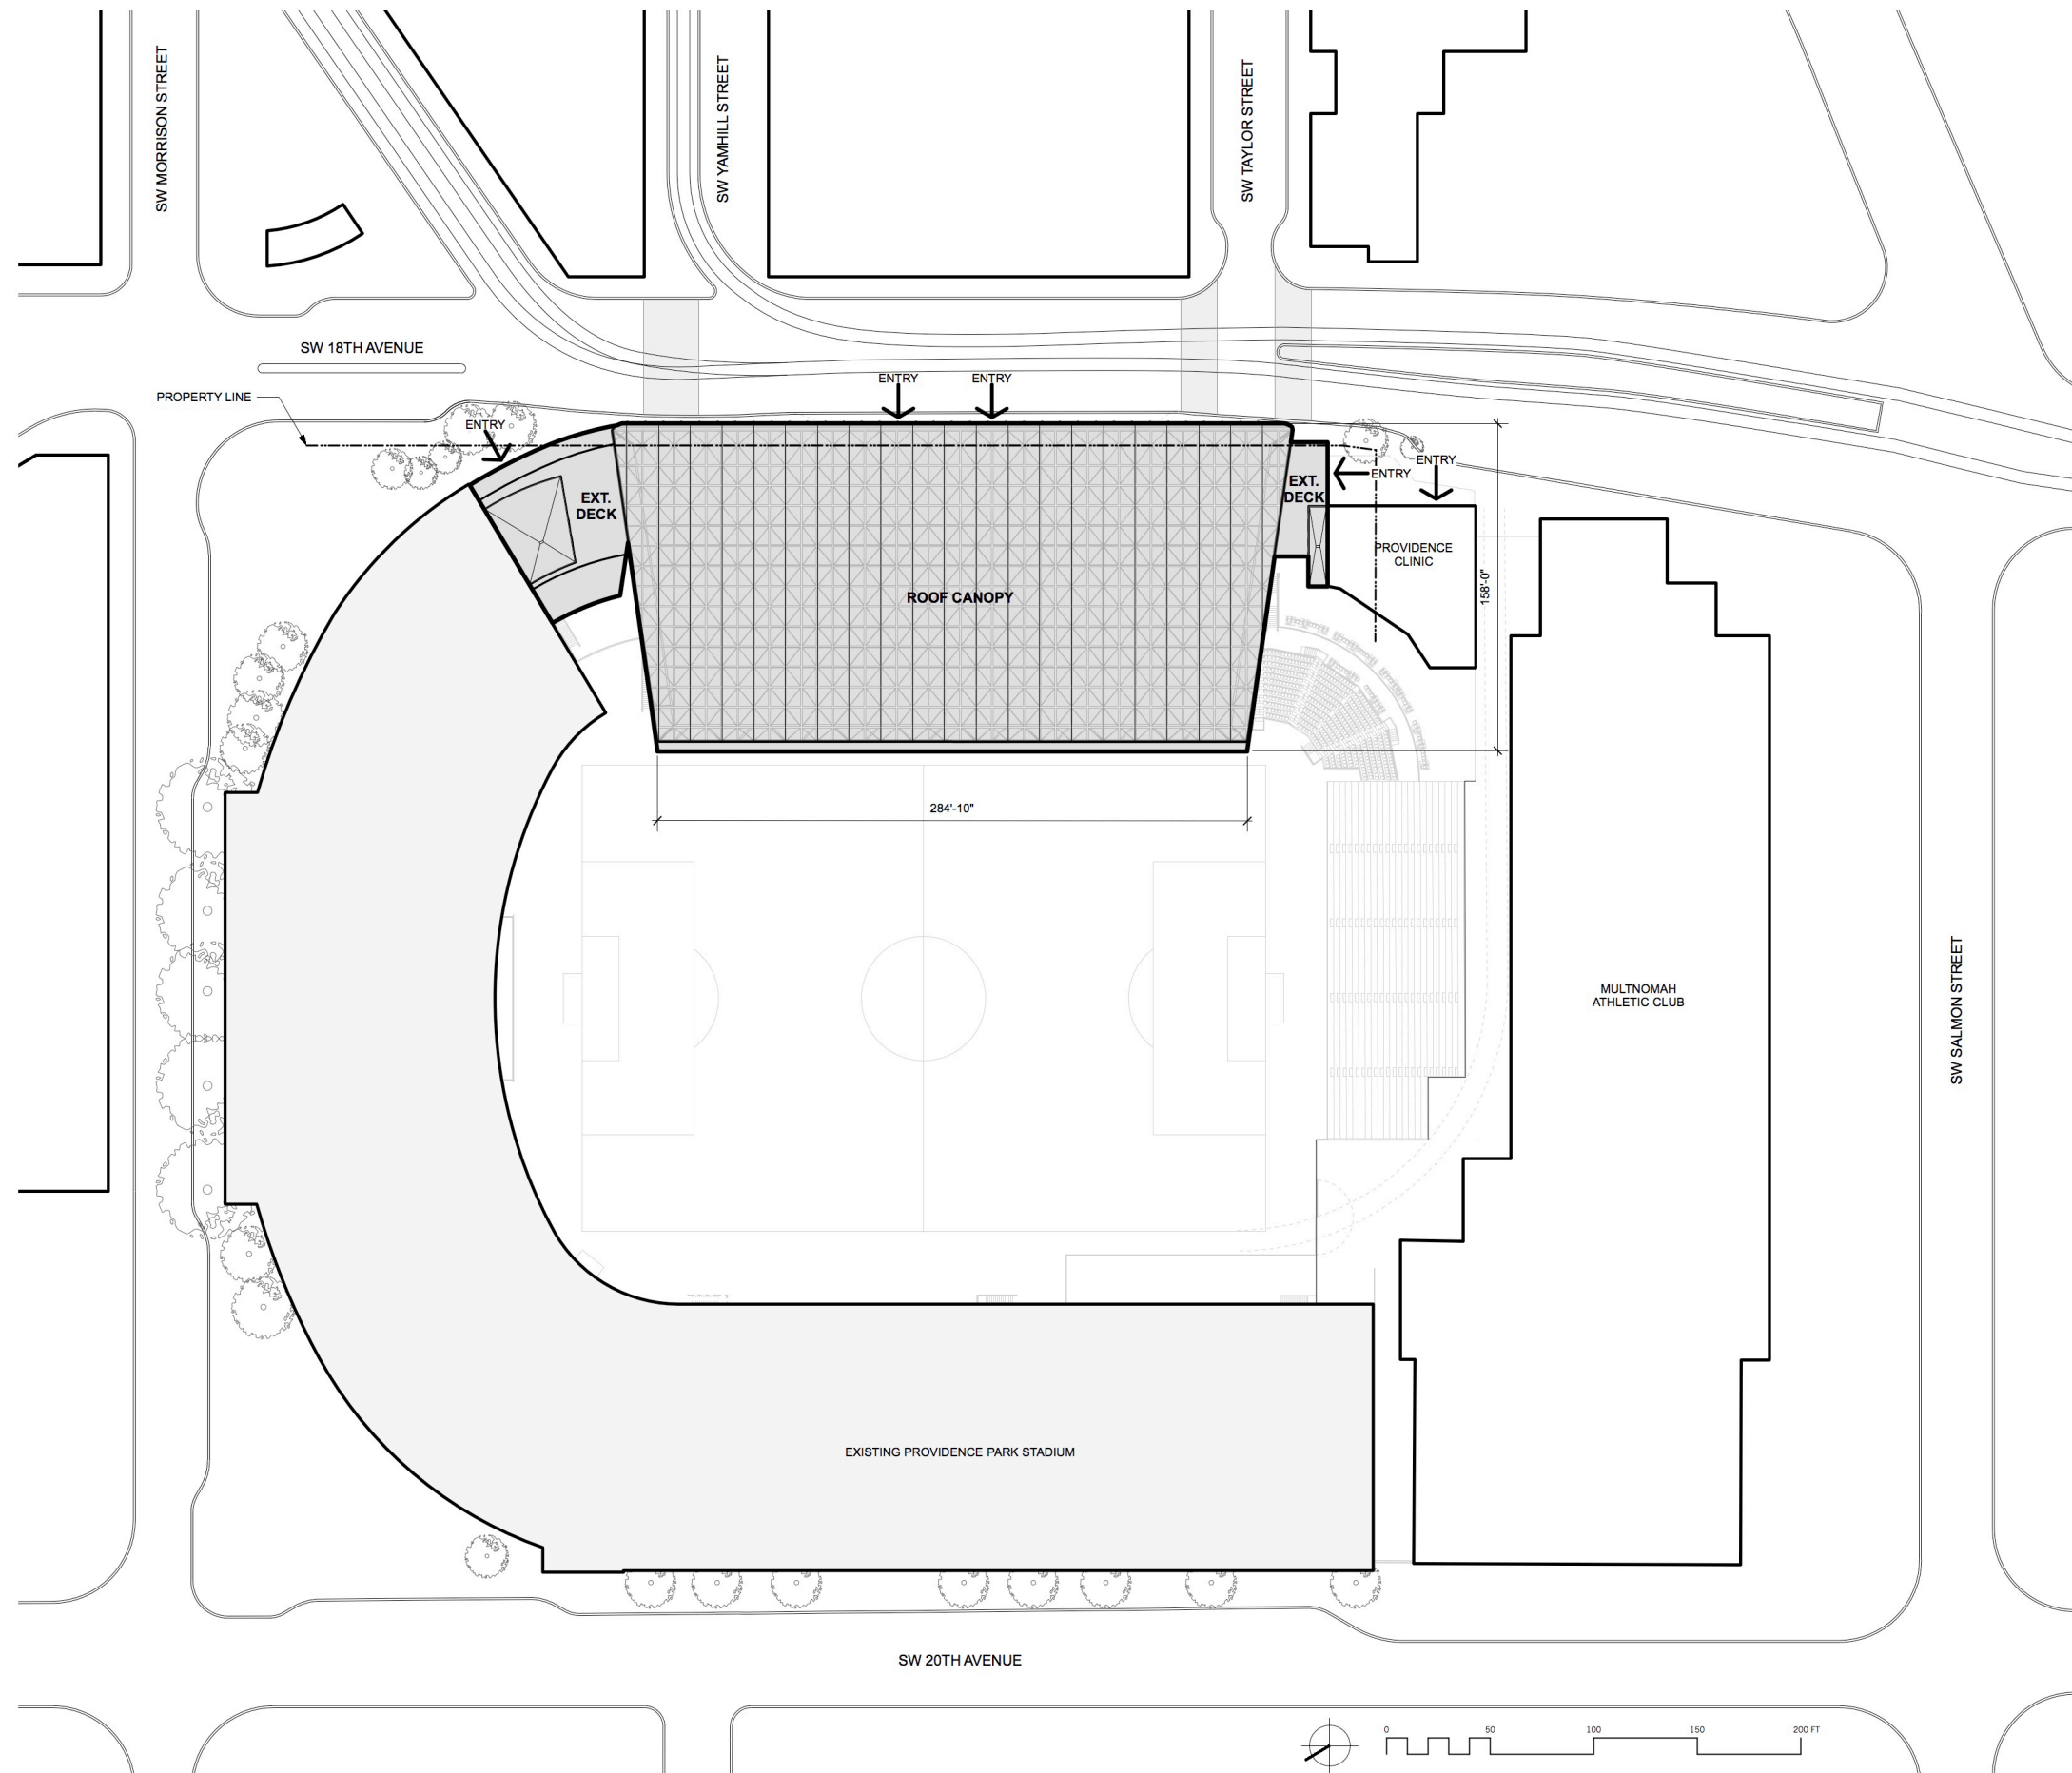 SW MORRISON STREET
SW YAMHILL STREET
SW TAYLOR STREET
SW 18TH AVENUE
PROPERTY LINE
ENTRY
ENTRY
ENTRY
ENTRY
ENTRY
EXT.
DECK
EXT.
DECK
PROVIDENCE
CLINIC
158'-0"
ROOF CANOPY
284'-10"
MULTNOMAH
ATHLETIC CLUB
SW SALMON STREET
EXISTING PROVIDENCE PARK STADIUM
SW 20TH AVENUE
0 50 100 150 200 FT